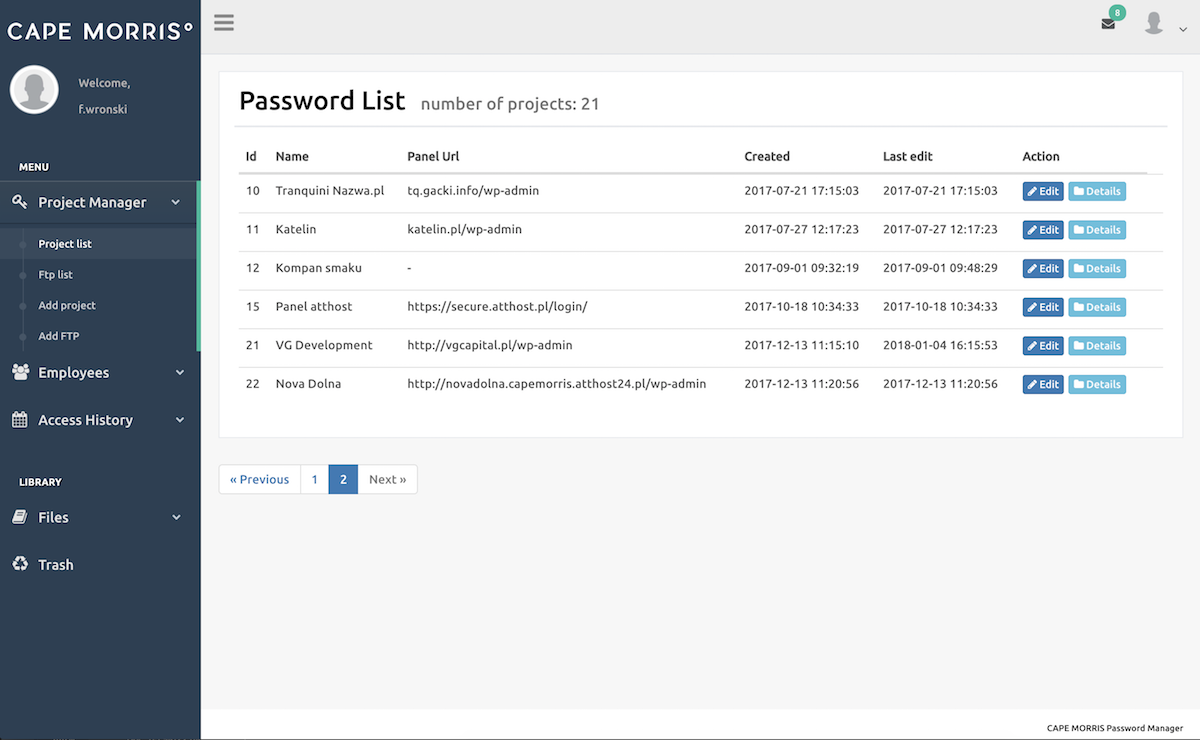 CAPE MORRIS°
8
Welcome,
f.wronski
MENU
Project Manager
Project list
Ftp list
Add project
Add FTP
Employees
Access History
LIBRARY
Files
Trash
Password List number of projects: 21
Id Name Panel Url Created Last edit Action
10 Tranquini Nazwa.pl tq.gacki.info/wp-admin 2017-07-21 17:15:03 2017-07-21 17:15:03 Edit Details
11 Katelin katelin.pl/wp-admin 2017-07-27 12:17:23 2017-07-27 12:17:23 Edit Details
12 Kompan smaku - 2017-09-01 09:32:19 2017-09-01 09:48:29 Edit Details
15 Panel atthost https://secure.atthost.pl/login/ 2017-10-18 10:34:33 2017-10-18 10:34:33 Edit Details
21 VG Development http://vgcapital.pl/wp-admin 2017-12-13 11:15:10 2018-01-04 16:15:53 Edit Details
22 Nova Dolna http://novadolna.capemorris.atthost24.pl/wp-admin 2017-12-13 11:20:56 2017-12-13 11:20:56 Edit Details
« Previous 1 2 Next »
CAPE MORRIS Password Manager